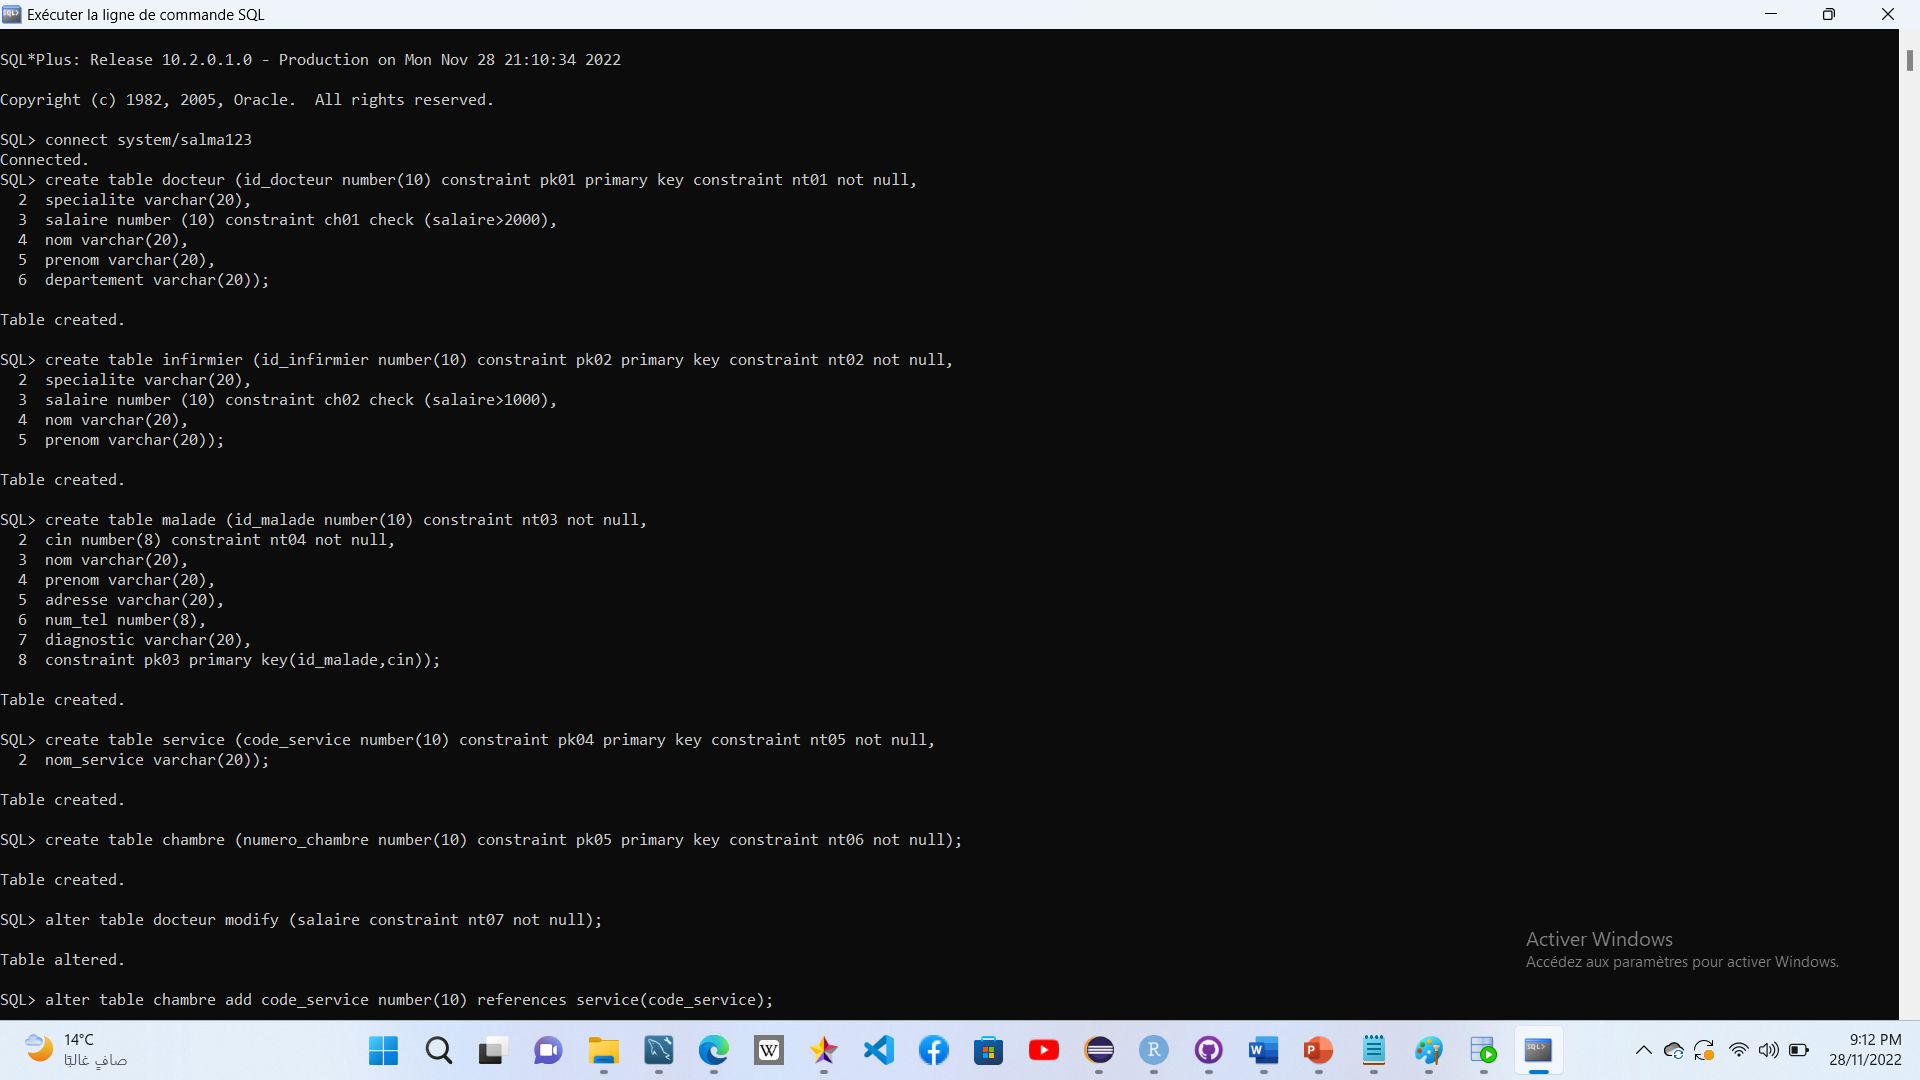 Exécuter la ligne de commande SQL
SQL*Plus: Release 10.2.0.1.0 - Production on Mon Nov 28 21:10:34 2022
Copyright (c) 1982, 2005, Oracle.  All rights reserved.
SQL> connect system/salma123
Connected.
SQL> create table docteur (id_docteur number(10) constraint pk01 primary key constraint nt01 not null,
  2  specialite varchar(20),
  3  salaire number (10) constraint ch01 check (salaire>2000),
  4  nom varchar(20),
  5  prenom varchar(20),
  6  departement varchar(20));
Table created.
SQL> create table infirmier (id_infirmier number(10) constraint pk02 primary key constraint nt02 not null,
  2  specialite varchar(20),
  3  salaire number (10) constraint ch02 check (salaire>1000),
  4  nom varchar(20),
  5  prenom varchar(20));
Table created.
SQL> create table malade (id_malade number(10) constraint nt03 not null,
  2  cin number(8) constraint nt04 not null,
  3  nom varchar(20),
  4  prenom varchar(20),
  5  adresse varchar(20),
  6  num_tel number(8),
  7  diagnostic varchar(20),
  8  constraint pk03 primary key(id_malade,cin));
Table created.
SQL> create table service (code_service number(10) constraint pk04 primary key constraint nt05 not null,
  2  nom_service varchar(20));
Table created.
SQL> create table chambre (numero_chambre number(10) constraint pk05 primary key constraint nt06 not null);
Table created.
SQL> alter table docteur modify (salaire constraint nt07 not null);
Table altered.
SQL> alter table chambre add code_service number(10) references service(code_service);
Activer Windows
Accédez aux paramètres pour activer Windows.
14°C
صافٍ غالبًا
9:12 PM
28/11/2022